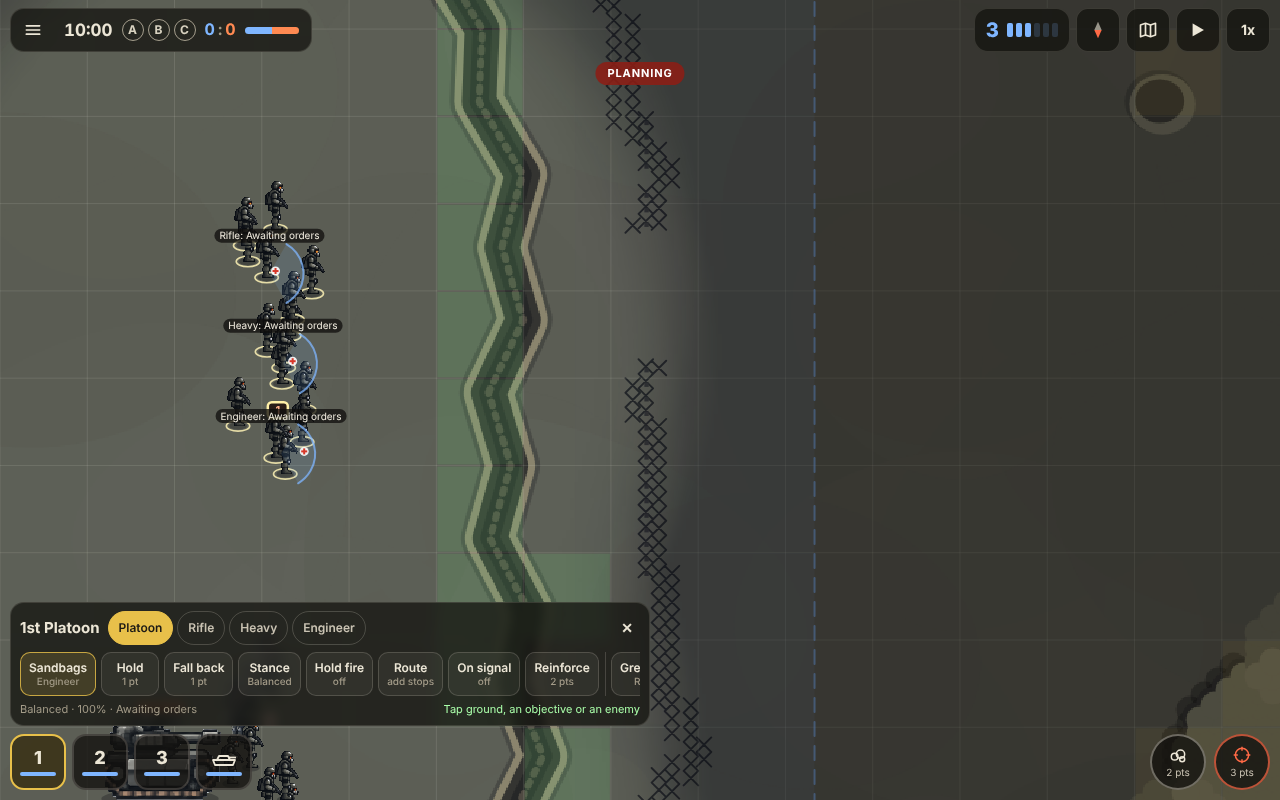 10:00 A B C 0:0
3
1x
PLANNING
Rifle: Awaiting orders
Heavy: Awaiting orders
Engineer: Awaiting orders
1st Platoon Platoon Rifle Heavy Engineer ×
Sandbags Hold Fall back Stance Hold fire Route On signal Reinforce Gre
Engineer 1 pt 1 pt Balanced off add stops off 2 pts R
Balanced · 100% · Awaiting orders Tap ground, an objective or an enemy
1 2 3
2 pts 3 pts